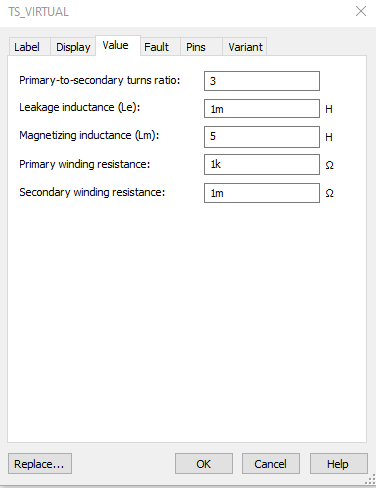 TS_VIRTUAL
Label Display Value Fault Pins Variant
Primary-to-secondary turns ratio: 3
Leakage inductance (Le): 1m H
Magnetizing inductance (Lm): 5 H
Primary winding resistance: 1k Ω
Secondary winding resistance: 1m Ω
Replace... OK Cancel Help